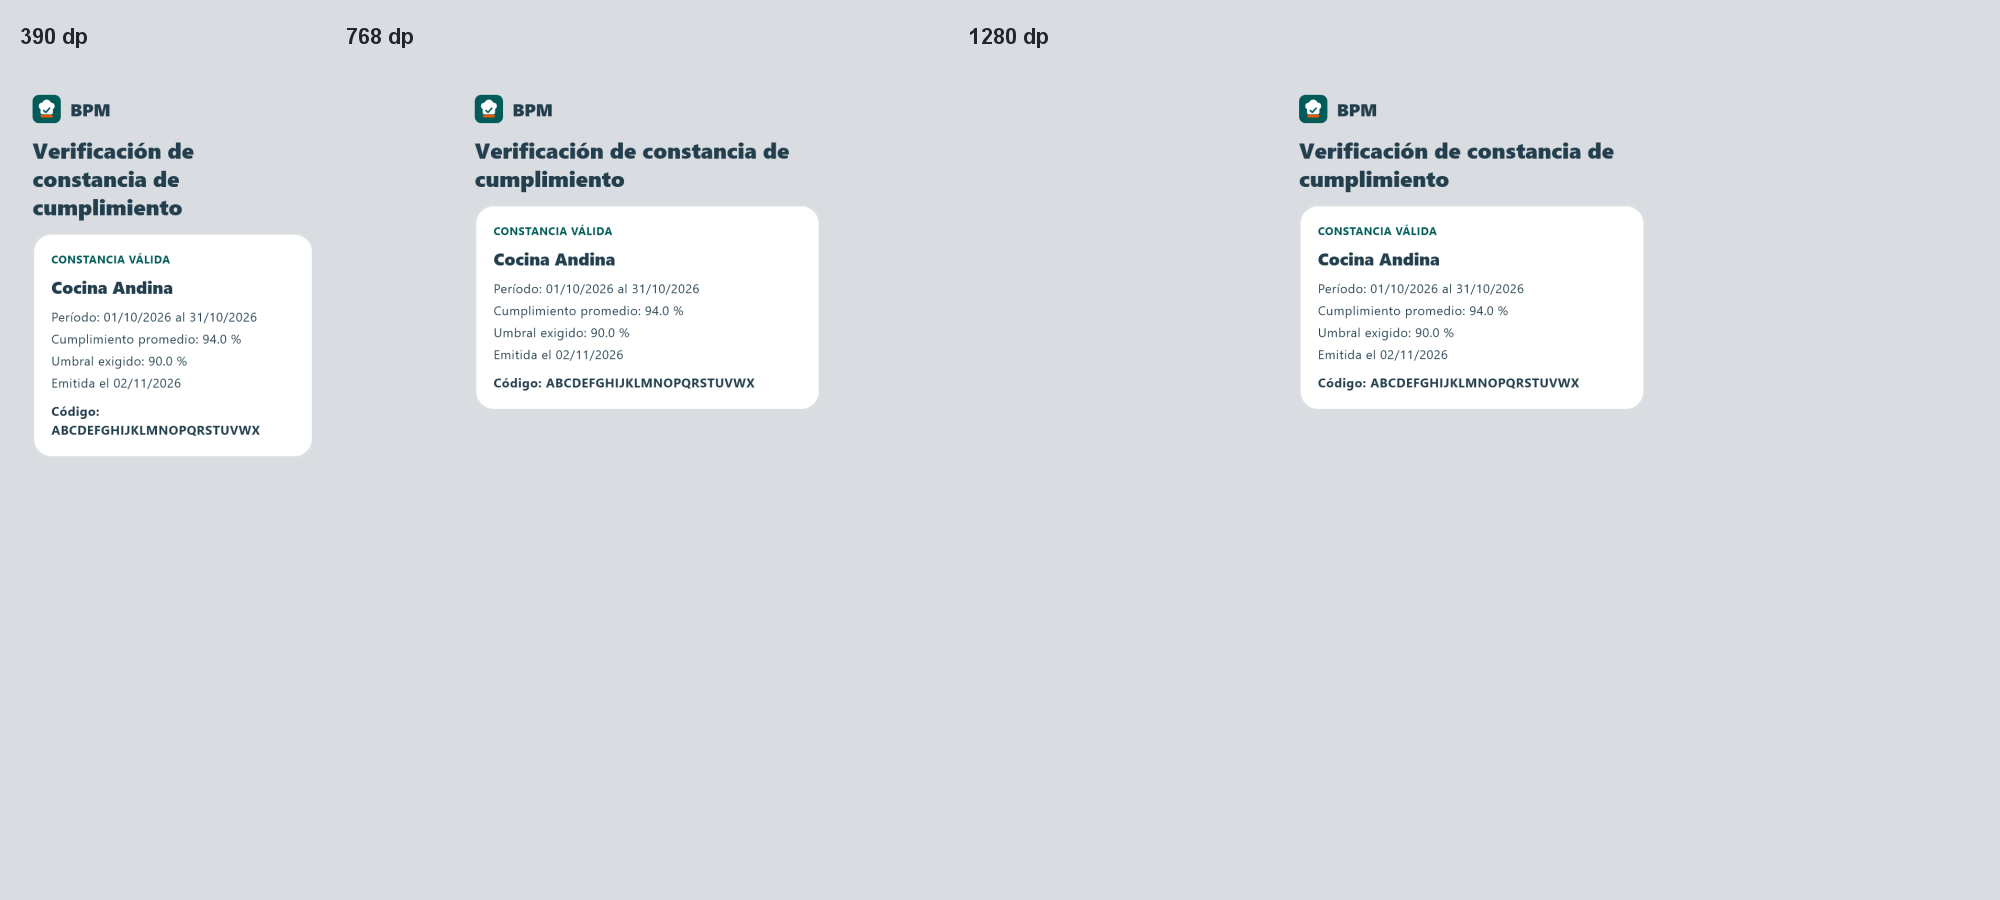 390 dp
BPM
Verificación de
constancia de
cumplimiento
CONSTANCIA VÁLIDA
Cocina Andina
Período: 01/10/2026 al 31/10/2026
Cumplimiento promedio: 94.0 %
Umbral exigido: 90.0 %
Emitida el 02/11/2026
Código:
ABCDEFGHIJKLMNOPQRSTUVWX
768 dp
BPM
Verificación de constancia de
cumplimiento
CONSTANCIA VÁLIDA
Cocina Andina
Período: 01/10/2026 al 31/10/2026
Cumplimiento promedio: 94.0 %
Umbral exigido: 90.0 %
Emitida el 02/11/2026
Código: ABCDEFGHIJKLMNOPQRSTUVWX
1280 dp
BPM
Verificación de constancia de
cumplimiento
CONSTANCIA VÁLIDA
Cocina Andina
Período: 01/10/2026 al 31/10/2026
Cumplimiento promedio: 94.0 %
Umbral exigido: 90.0 %
Emitida el 02/11/2026
Código: ABCDEFGHIJKLMNOPQRSTUVWX